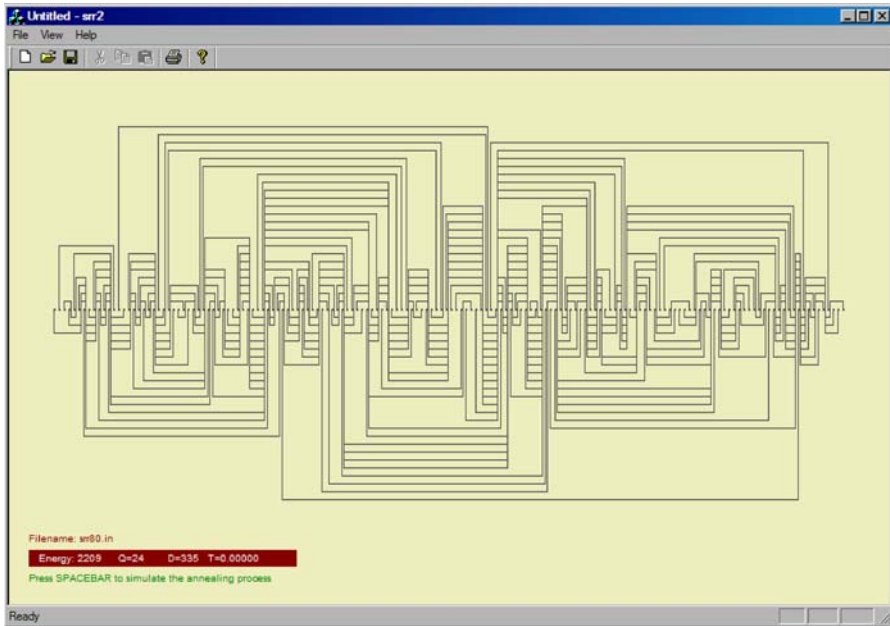 Untitled - srr2
File View Help
Filename: srr80.in
Energy: 2209 Q=24 D=335 T=0.00000
Press SPACEBAR to simulate the annealing process
Ready